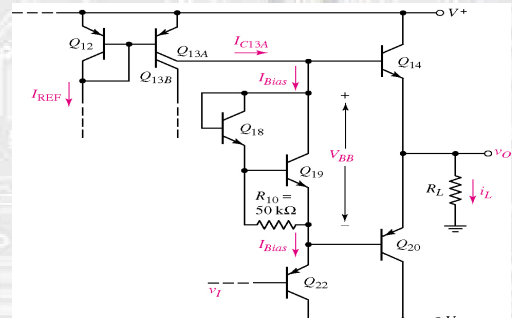 V+
Q12
Q13A
IC13A
Q14
Q13B
IBias
IREF
+
Q18
VBB
vO
Q19
RL
iL
R10 =
50 kΩ
−
IBias
Q20
vI
Q22